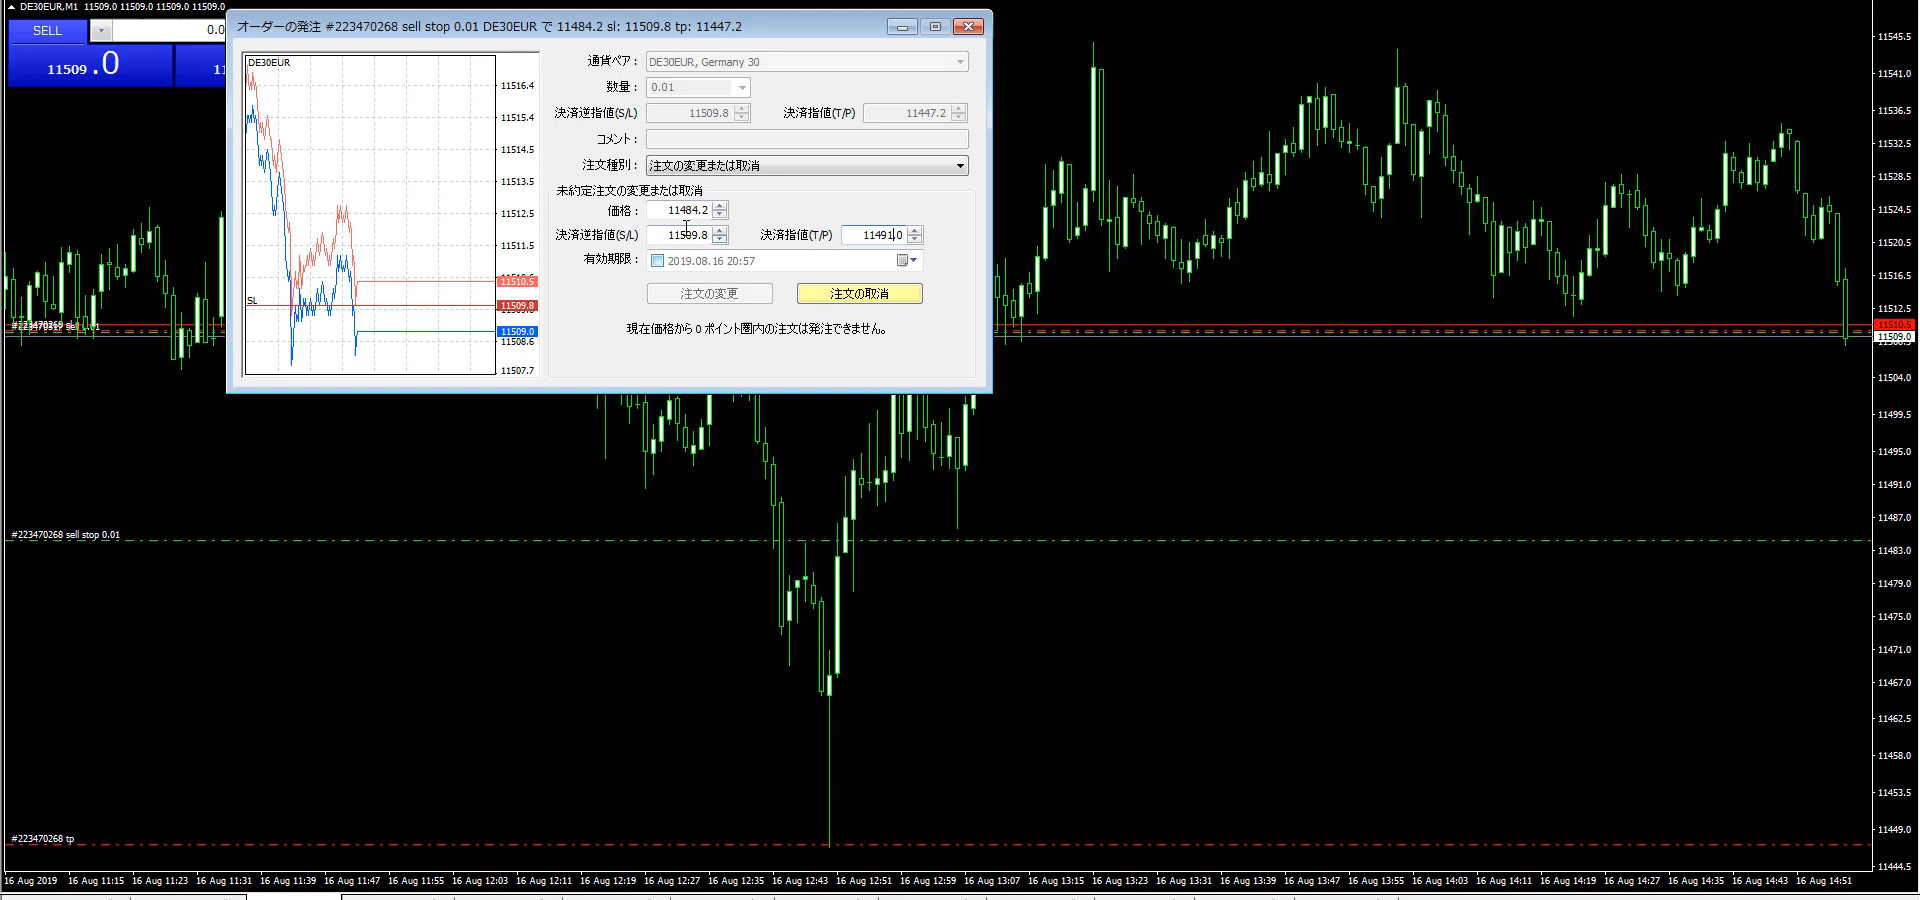 DE30EUR,M1 11509.0 11509.0 11509.0 11509.0
SELL
0.0
11509 .0
11
オーダーの発注 #223470268 sell stop 0.01 DE30EUR で 11484.2 sl: 11509.8 tp: 11447.2
DE30EUR
11516.4
11515.4
11514.5
11513.5
11512.5
11511.5
11510.5
SL
11509.8
11509.0
11508.6
11507.7
通貨ペア： DE30EUR, Germany 30
数量： 0.01
決済逆指値(S/L) 11509.8 決済指値(T/P) 11447.2
コメント：
注文種別： 注文の変更または取消
未約定注文の変更または取消
価格： 11484.2
決済逆指値(S/L) 11509.8 決済指値(T/P) 11491.0
有効期限： 2019.08.16 20:57
注文の変更 注文の取消
現在価格から 0 ポイント圏内の注文は発注できません。
11545.5
11541.0
11536.5
11532.5
11528.5
11524.5
11520.5
11516.5
11512.5
11510.5
11509.0
11504.0
11499.5
11495.0
11491.0
11487.0
11483.0
11479.0
11475.0
11471.0
11467.0
11462.5
11458.0
11453.5
11449.0
11444.5
#223470268 sell stop 0.01
#223470268 tp
16 Aug 2019 16 Aug 11:15 16 Aug 11:23 16 Aug 11:31 16 Aug 11:39 16 Aug 11:47 16 Aug 11:55 16 Aug 12:03 16 Aug 12:11 16 Aug 12:19 16 Aug 12:27 16 Aug 12:35 16 Aug 12:43 16 Aug 12:51 16 Aug 12:59 16 Aug 13:07 16 Aug 13:15 16 Aug 13:23 16 Aug 13:31 16 Aug 13:39 16 Aug 13:47 16 Aug 13:55 16 Aug 14:03 16 Aug 14:11 16 Aug 14:19 16 Aug 14:27 16 Aug 14:35 16 Aug 14:43 16 Aug 14:51